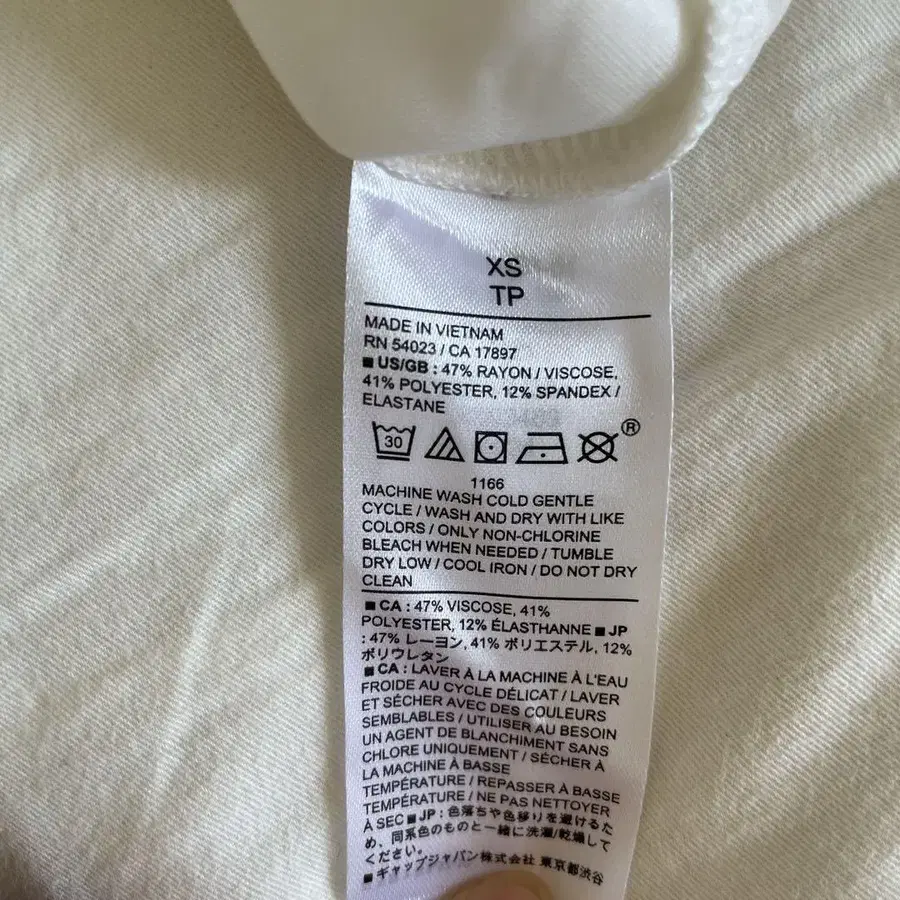 XS
TP
MADE IN VIETNAM
RN 54023 / CA 17897
■ US/GB : 47% RAYON / VISCOSE,
41% POLYESTER, 12% SPANDEX /
ELASTANE
30
®
1166
MACHINE WASH COLD GENTLE
CYCLE / WASH AND DRY WITH LIKE
COLORS / ONLY NON-CHLORINE
BLEACH WHEN NEEDED / TUMBLE
DRY LOW / COOL IRON / DO NOT DRY
CLEAN
■ CA : 47% VISCOSE, 41%
POLYESTER, 12% ÉLASTHANNE ■ JP
: 47% レーヨン, 41% ポリエステル, 12%
ポリウレタン
■ CA : LAVER À LA MACHINE À L'EAU
FROIDE AU CYCLE DÉLICAT / LAVER
ET SÉCHER AVEC DES COULEURS
SEMBLABLES / UTILISER AU BESOIN
UN AGENT DE BLANCHIMENT SANS
CHLORE UNIQUEMENT / SÉCHER À
LA MACHINE À BASSE
TEMPÉRATURE / REPASSER À BASSE
TEMPÉRATURE / NE PAS NETTOYER
À SEC ■ JP : 色落ちや色移りを避けるた
め、同系色のものと一緒に洗濯/乾燥して
ください。
■ ギャップジャパン株式会社 東京都渋谷